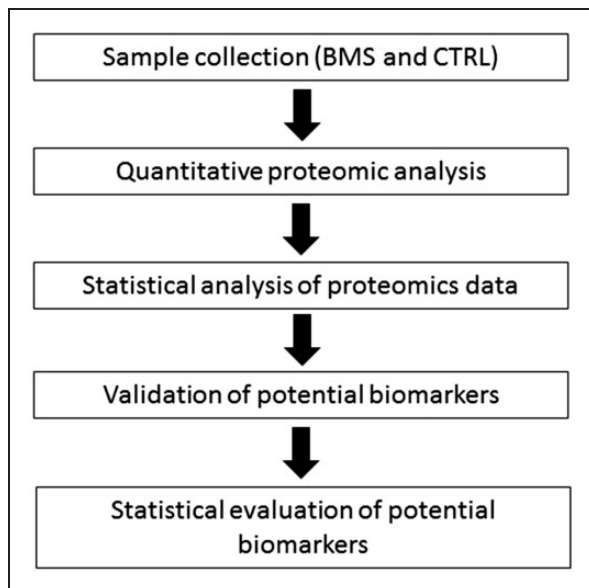 Sample collection (BMS and CTRL)
Quantitative proteomic analysis
Statistical analysis of proteomics data
Validation of potential biomarkers
Statistical evaluation of potential
biomarkers